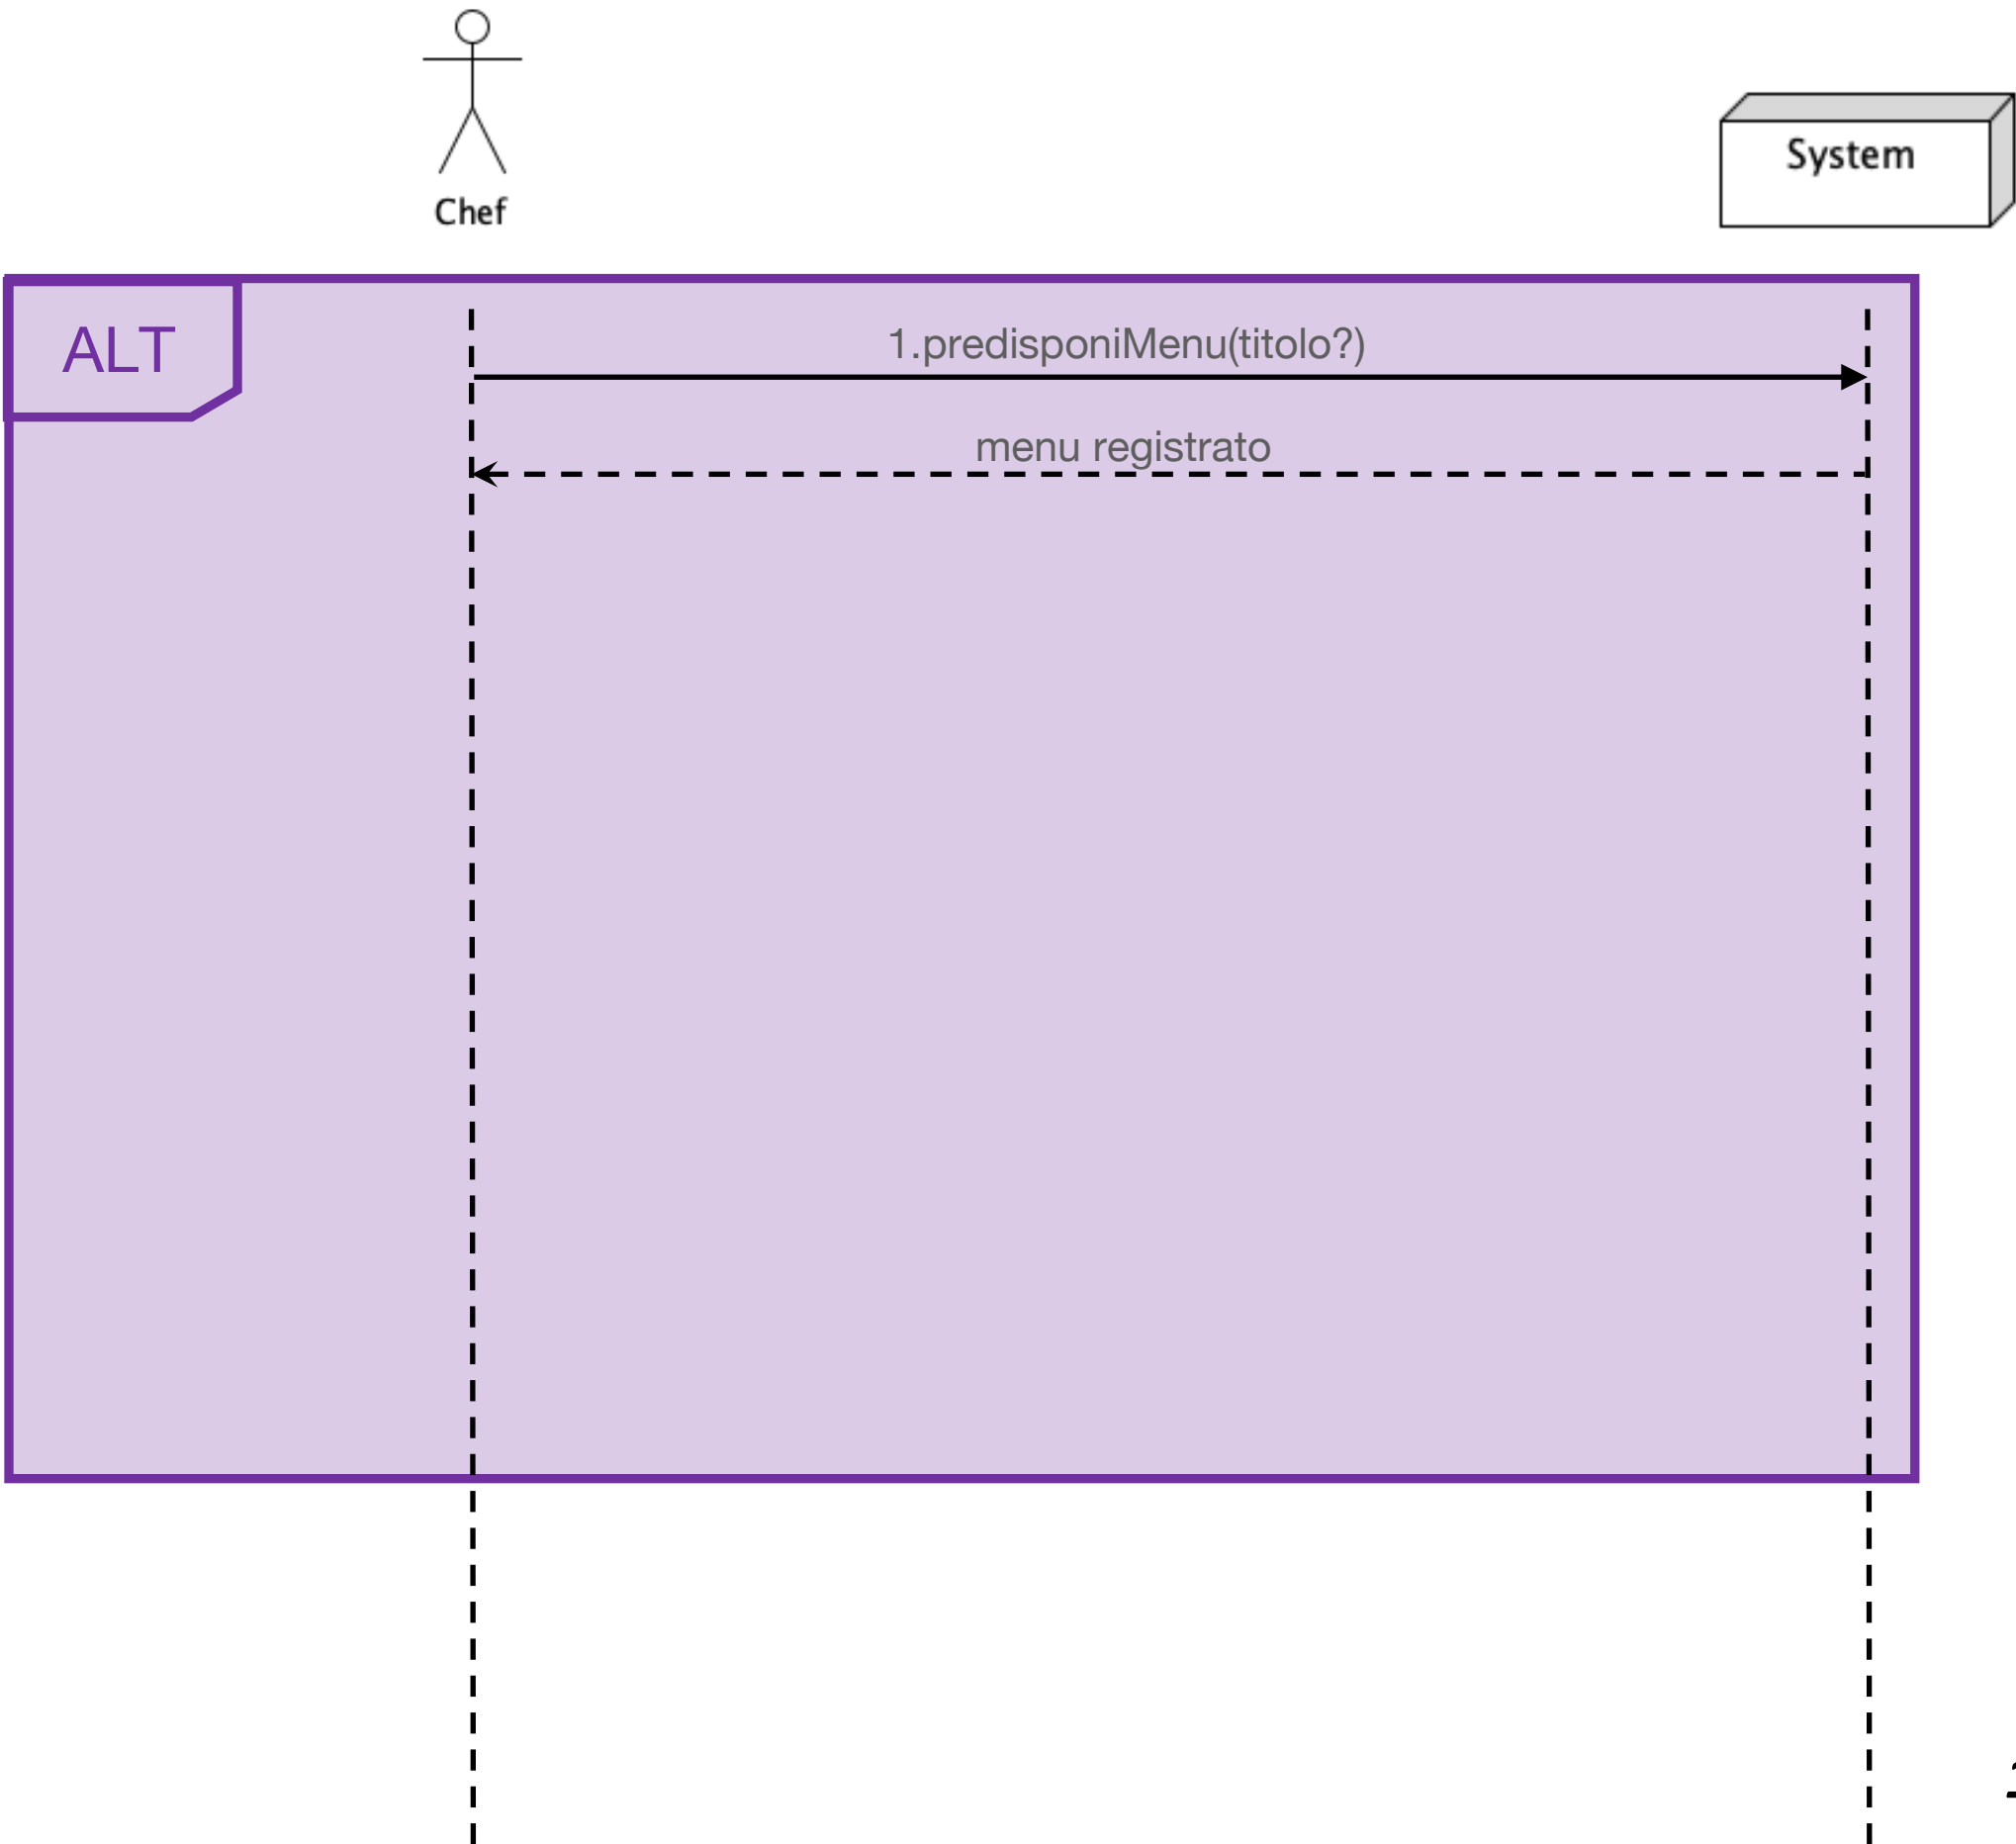 Chef
System
ALT
1.predisponiMenu(titolo?)
menu registrato